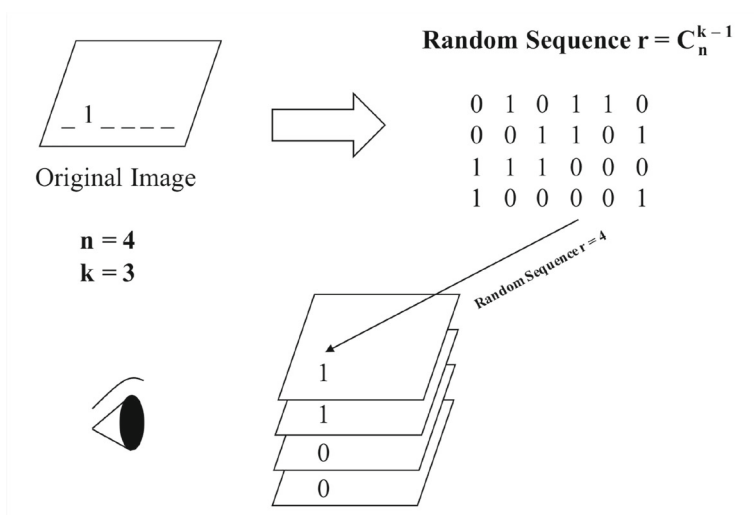 Random Sequence r = C_n^{k – 1}
_ 1 _ _ _ _
Original Image
0 1 0 1 1 0
0 0 1 1 0 1
1 1 1 0 0 0
1 0 0 0 0 1
n = 4
k = 3
Random Sequence r = 4
1
1
0
0